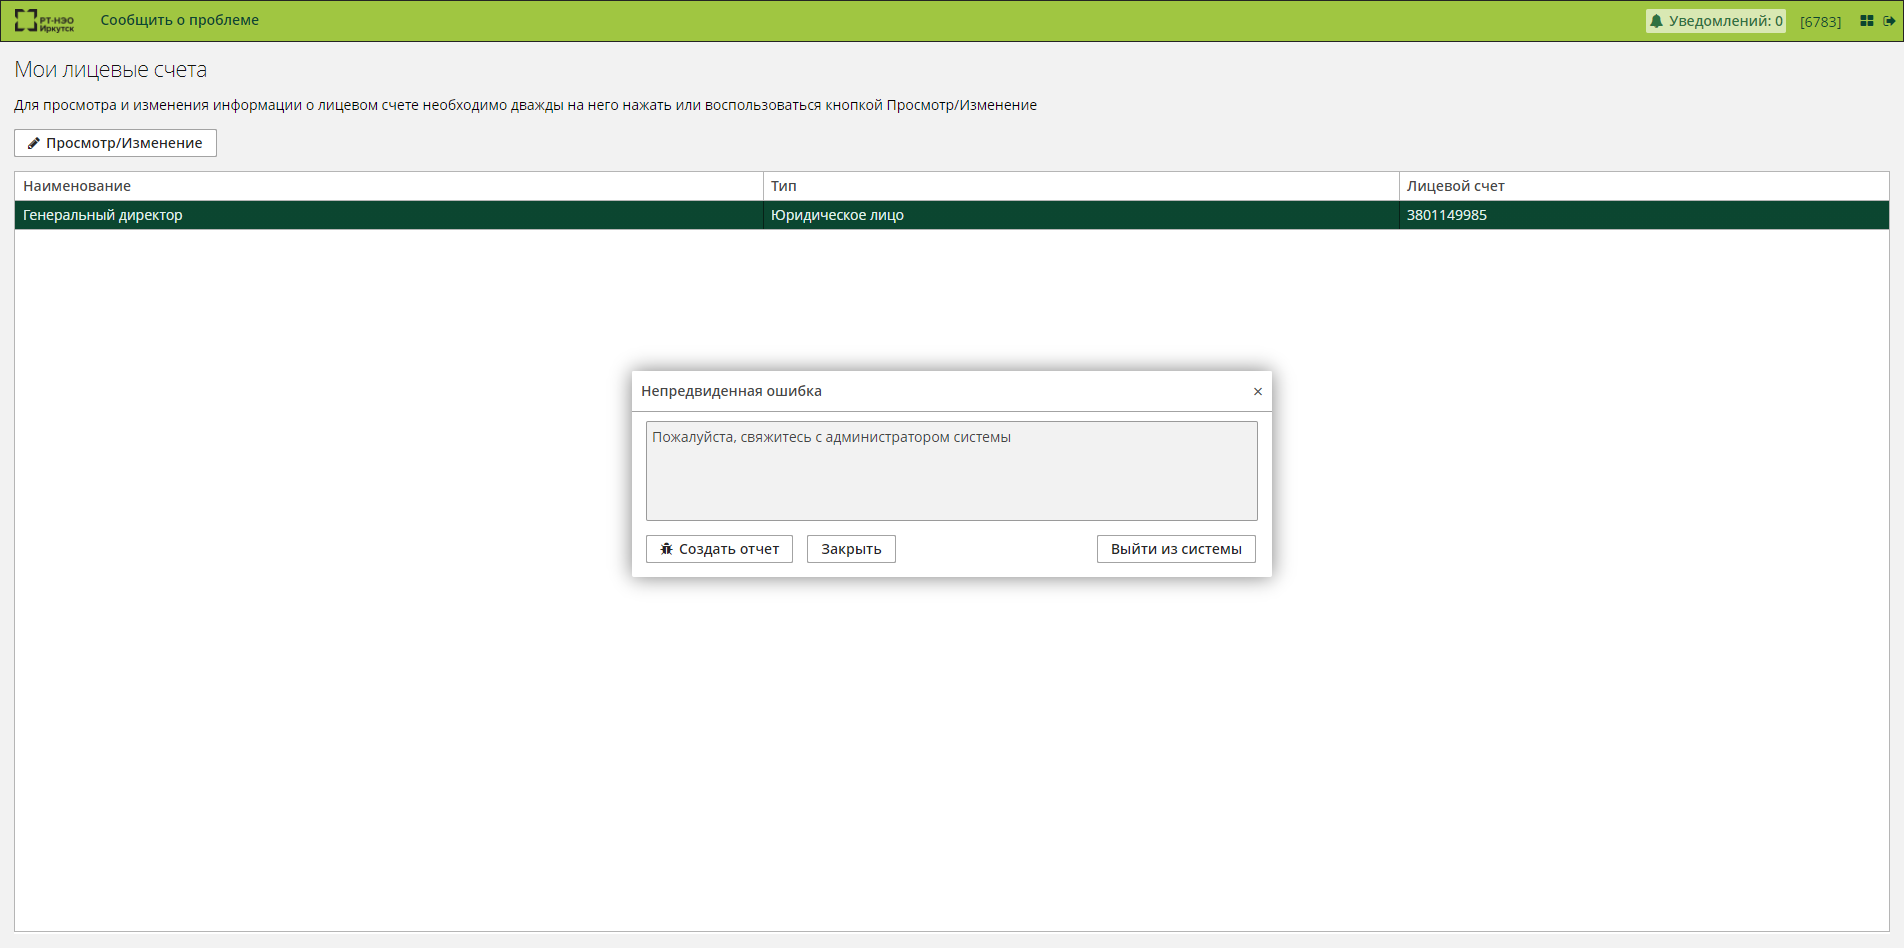 РТ-НЭО
Иркутск
Сообщить о проблеме
Уведомлений: 0
[6783]
Мои лицевые счета
Для просмотра и изменения информации о лицевом счете необходимо дважды на него нажать или воспользоваться кнопкой Просмотр/Изменение
Просмотр/Изменение
Наименование Тип Лицевой счет
Генеральный директор Юридическое лицо 3801149985
Непредвиденная ошибка ×
Пожалуйста, свяжитесь с администратором системы
Создать отчет Закрыть Выйти из системы